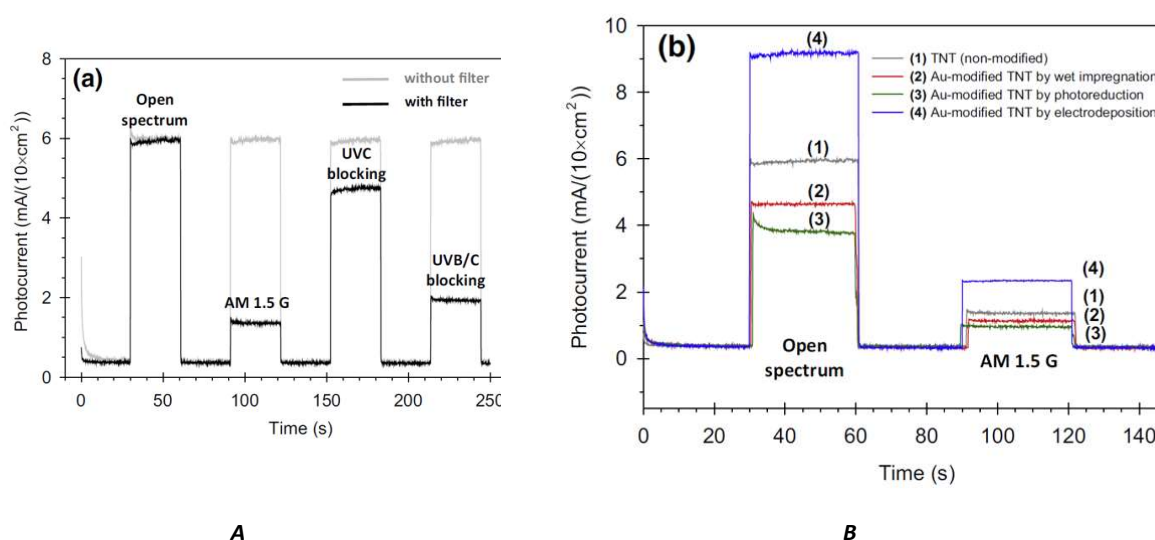 (a)
without filter
with filter
Open
spectrum
UVC
blocking
AM 1.5 G
UVB/C
blocking
Photocurrent (mA/(10×cm²))
8
6
4
2
0
0 50 100 150 200 250
Time (s)
A
(b)
(4)
(1) TNT (non-modified)
(2) Au-modified TNT by wet impregnation
(3) Au-modified TNT by photoreduction
(4) Au-modified TNT by electrodeposition
(1)
(2)
(3)
(4)
(1)
(2)
(3)
Open
spectrum
AM 1.5 G
Photocurrent (mA/(10×cm²))
10
8
6
4
2
0
0 20 40 60 80 100 120 140
Time (s)
B